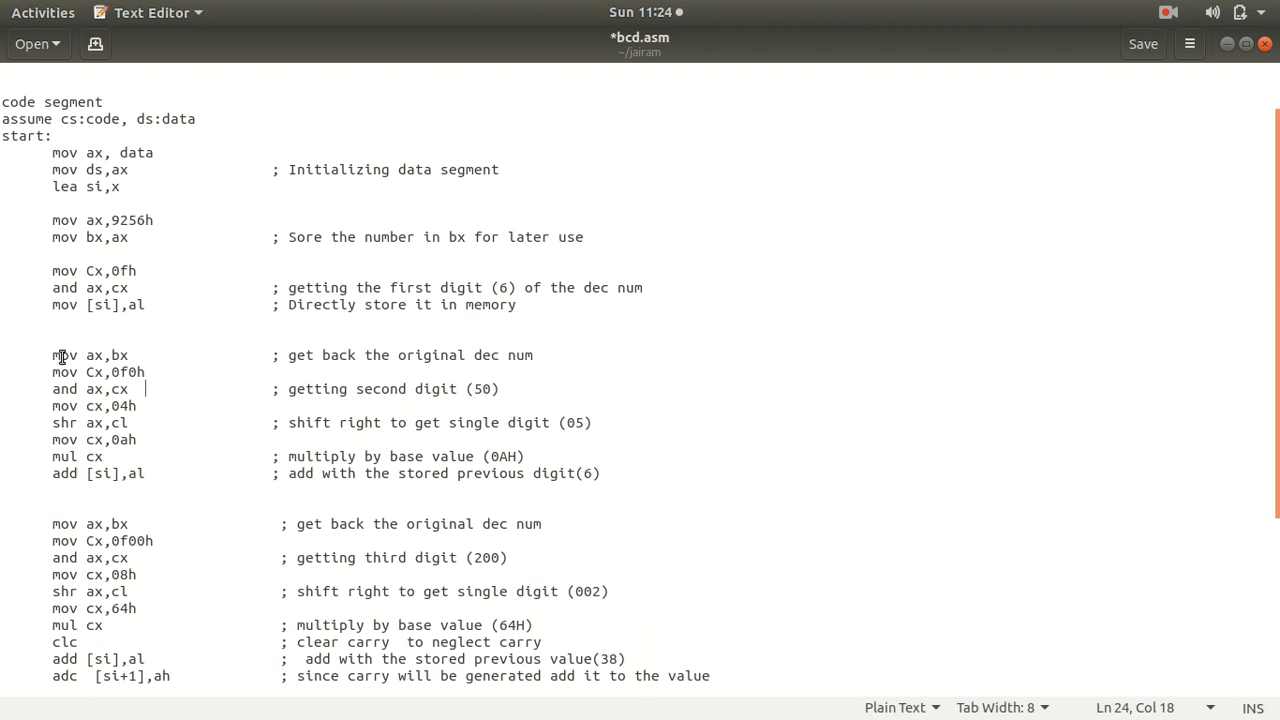 Activities Text Editor Sun 11:24
Open *bcd.asm Save
~/jairam
code segment
assume cs:code, ds:data
start:
mov ax, data
mov ds,ax ; Initializing data segment
lea si,x
mov ax,9256h
mov bx,ax ; Sore the number in bx for later use
mov Cx,0fh
and ax,cx ; getting the first digit (6) of the dec num
mov [si],al ; Directly store it in memory
mov ax,bx ; get back the original dec num
mov Cx,0f0h
and ax,cx ; getting second digit (50)
mov cx,04h
shr ax,cl ; shift right to get single digit (05)
mov cx,0ah
mul cx ; multiply by base value (0AH)
add [si],al ; add with the stored previous digit(6)
mov ax,bx ; get back the original dec num
mov Cx,0f00h
and ax,cx ; getting third digit (200)
mov cx,08h
shr ax,cl ; shift right to get single digit (002)
mov cx,64h
mul cx ; multiply by base value (64H)
clc ; clear carry  to neglect carry
add [si],al ;  add with the stored previous value(38)
adc  [si+1],ah ; since carry will be generated add it to the value
Plain Text Tab Width: 8 Ln 24, Col 18 INS